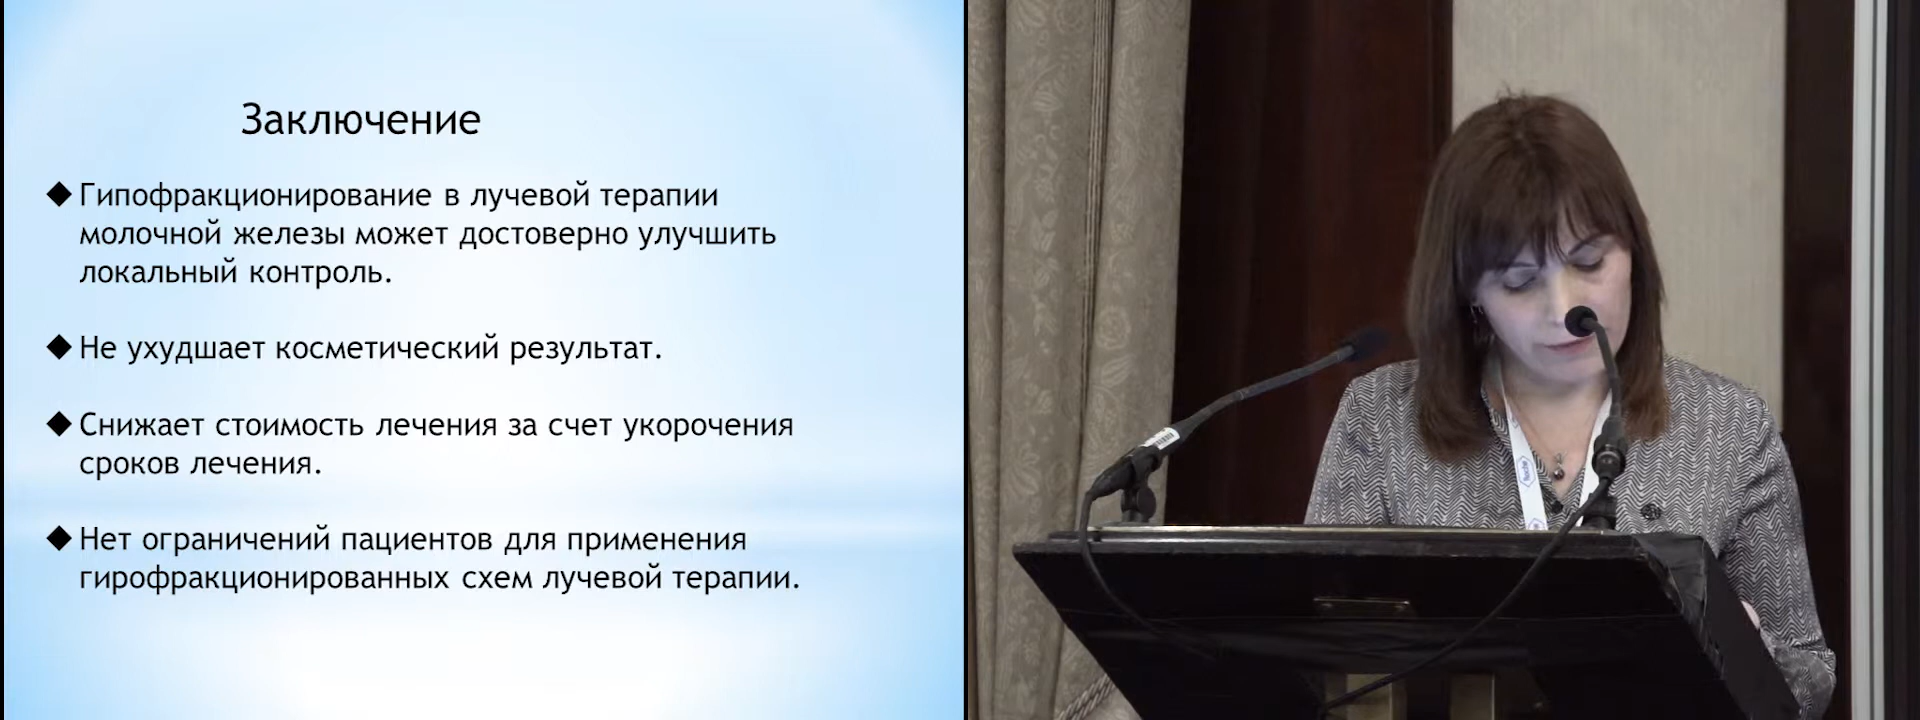 Заключение
Гипофракционирование в лучевой терапии
молочной железы может достоверно улучшить
локальный контроль.
Не ухудшает косметический результат.
Снижает стоимость лечения за счет укорочения
сроков лечения.
Нет ограничений пациентов для применения
гирофракционированных схем лучевой терапии.
Roche